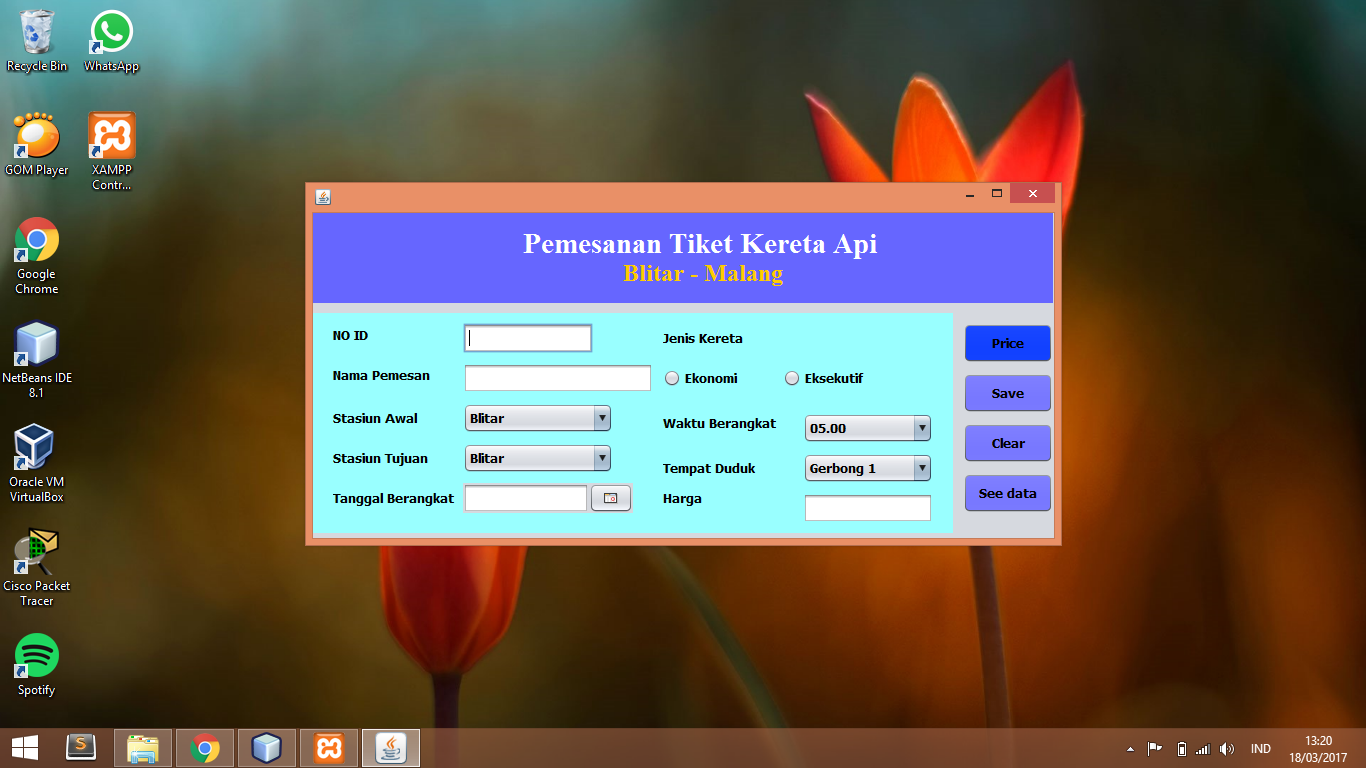 Recycle Bin
WhatsApp
GOM Player
XAMPP
Contr...
Google
Chrome
NetBeans IDE
8.1
Oracle VM
VirtualBox
Cisco Packet
Tracer
Spotify
Pemesanan Tiket Kereta Api
Blitar - Malang
NO ID
Nama Pemesan
Stasiun Awal
Blitar
Stasiun Tujuan
Blitar
Tanggal Berangkat
Jenis Kereta
Ekonomi
Eksekutif
Waktu Berangkat
05.00
Tempat Duduk
Gerbong 1
Harga
Price
Save
Clear
See data
IND
13:20
18/03/2017